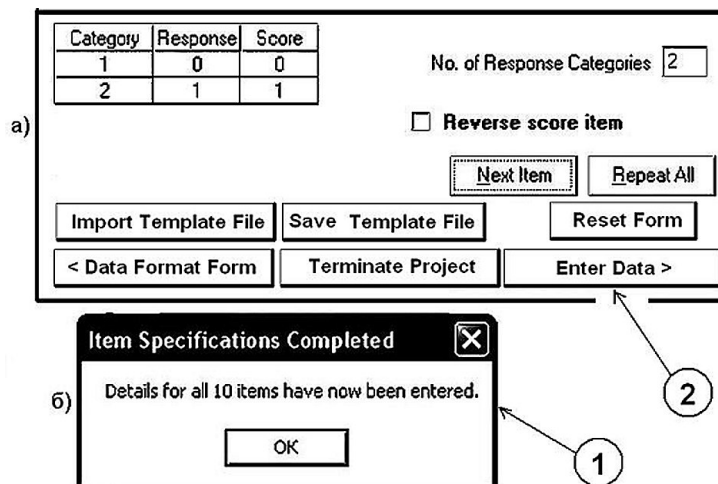 Category Response Score
1 0 0
2 1 1
No. of Response Categories 2
а)
Reverse score item
Next Item Repeat All
Import Template File Save Template File Reset Form
< Data Format Form Terminate Project Enter Data >
Item Specifications Completed
б)
Details for all 10 items have now been entered.
OK
2
1